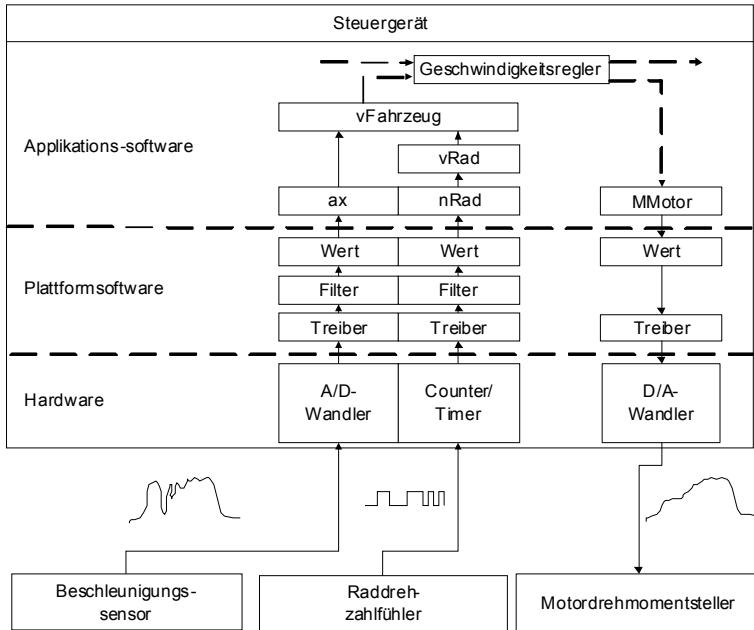 Steuergerät
Geschwindigkeitsregler
vFahrzeug
Applikations-software
vRad
ax
nRad
MMotor
Wert
Wert
Wert
Plattformsoftware
Filter
Filter
Treiber
Treiber
Treiber
Hardware
A/D-
Wandler
Counter/
Timer
D/A-
Wandler
Beschleunigungs-
sensor
Raddreh-
zahlfühler
Motordrehmomentsteller